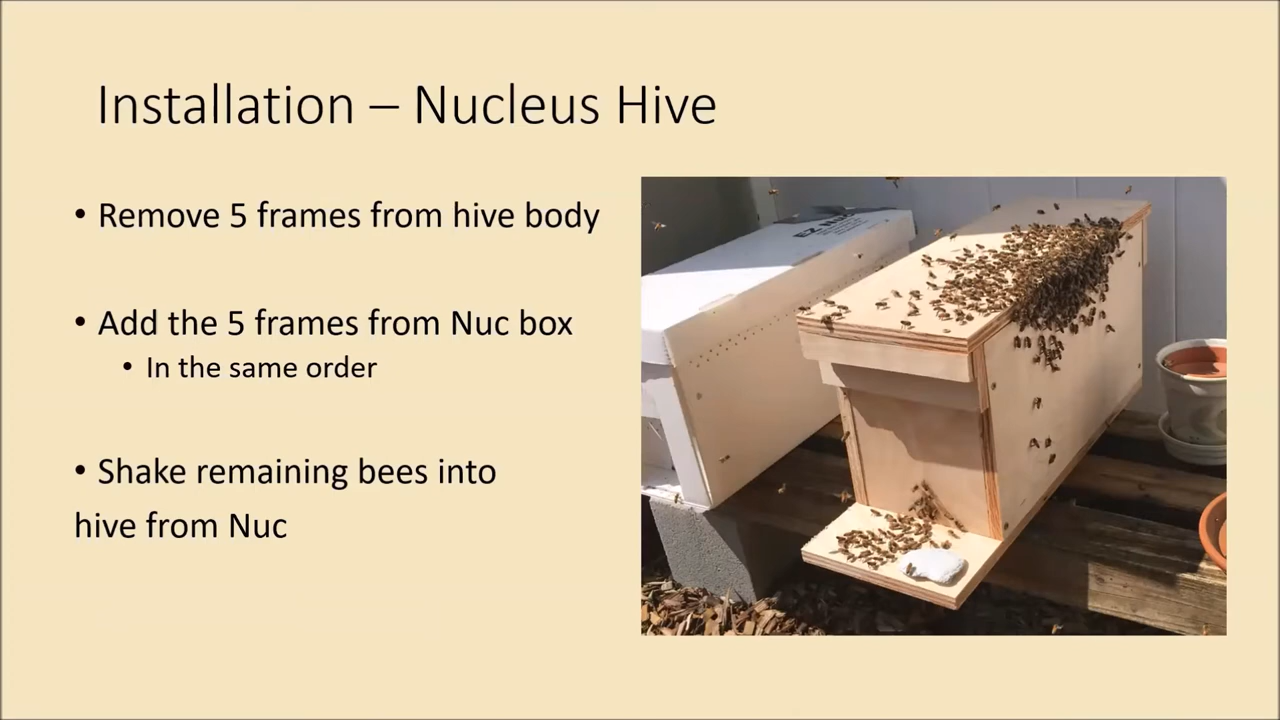 Installation – Nucleus Hive
• Remove 5 frames from hive body
• Add the 5 frames from Nuc box
• In the same order
• Shake remaining bees into
hive from Nuc
EZ